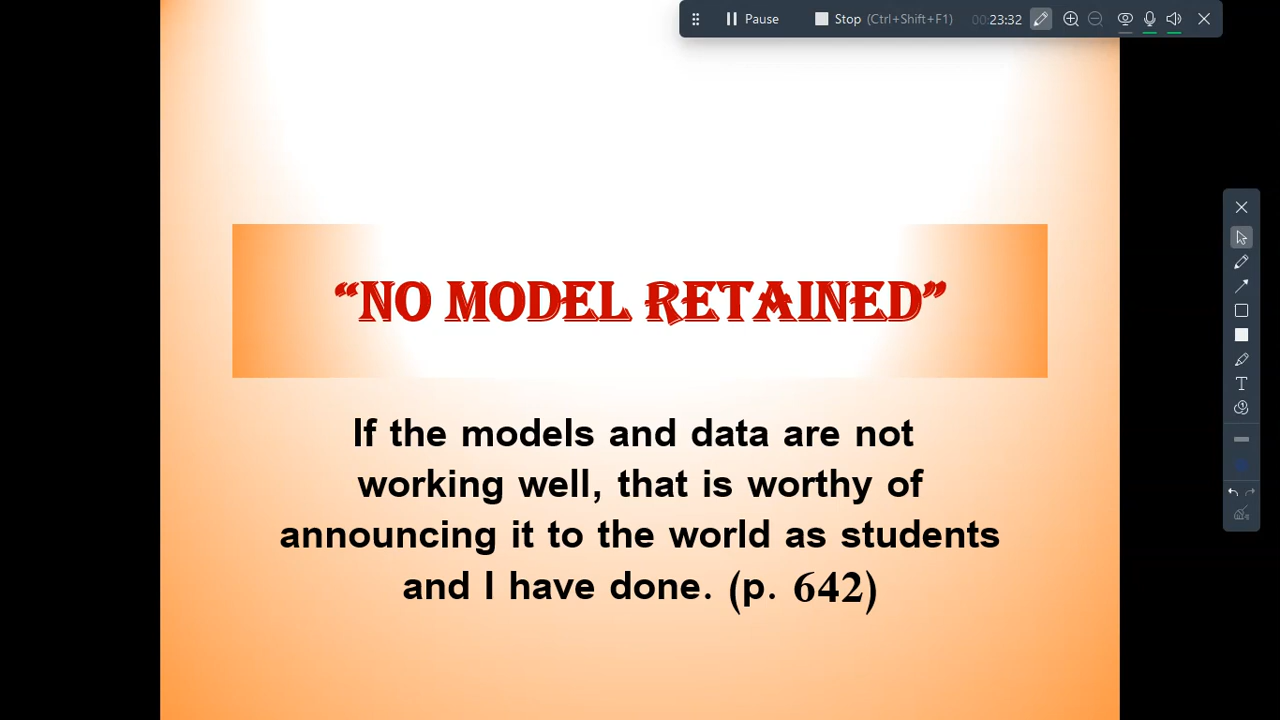 Pause
Stop (Ctrl+Shift+F1)
00:23:32
“NO MODEL RETAINED”
If the models and data are not
working well, that is worthy of
announcing it to the world as students
and I have done. (p. 642)
T